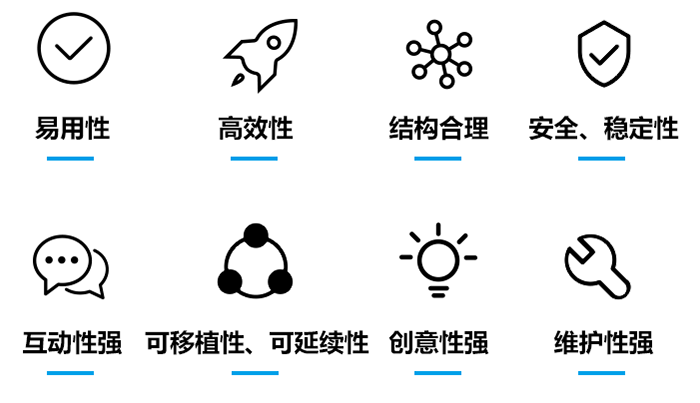 易用性
高效性
结构合理
安全、稳定性
互动性强
可移植性、可延续性
创意性强
维护性强